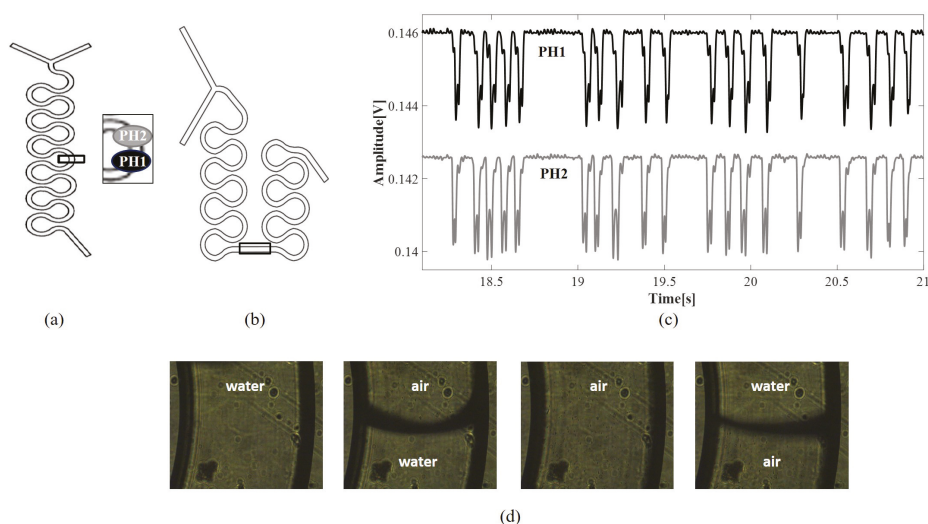 PH2
PH1
(a)
(b)
Amplitude[V]
0.146
0.144
0.142
0.14
PH1
PH2
18.5
19
19.5
20
20.5
21
Time[s]
(c)
water
air
water
air
water
air
(d)